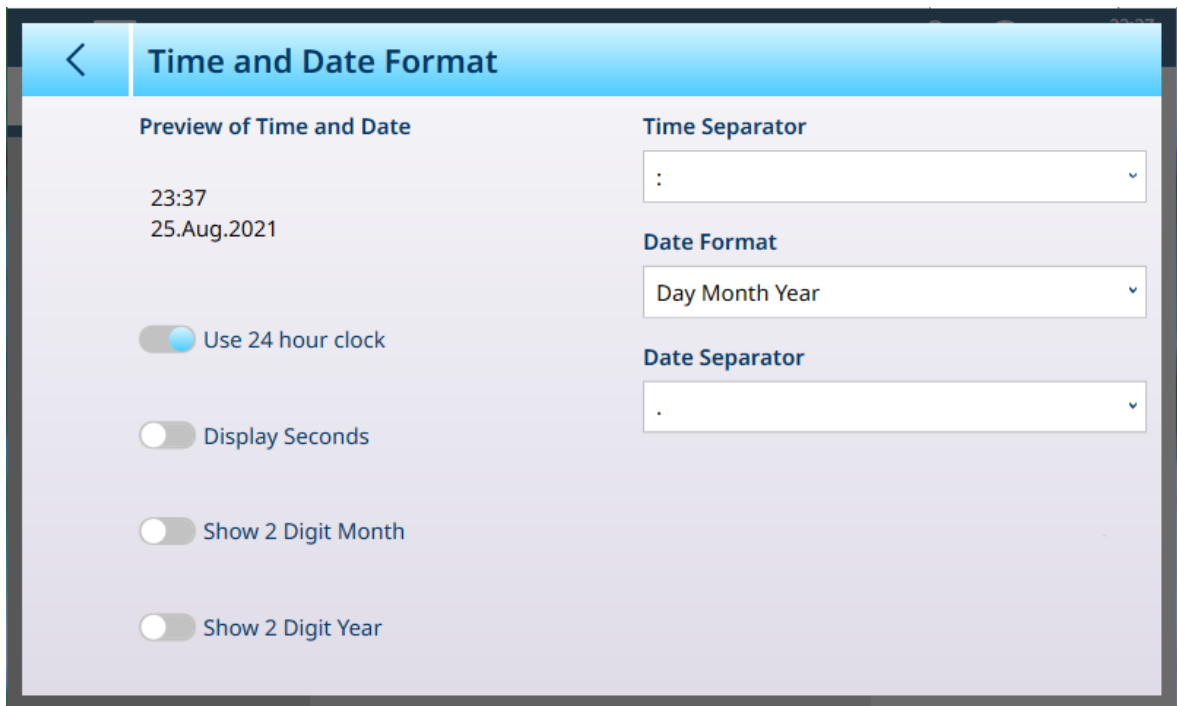 Time and Date Format
Preview of Time and Date
23:37
25.Aug.2021
Use 24 hour clock
Display Seconds
Show 2 Digit Month
Show 2 Digit Year
Time Separator
:
Date Format
Day Month Year
Date Separator
.